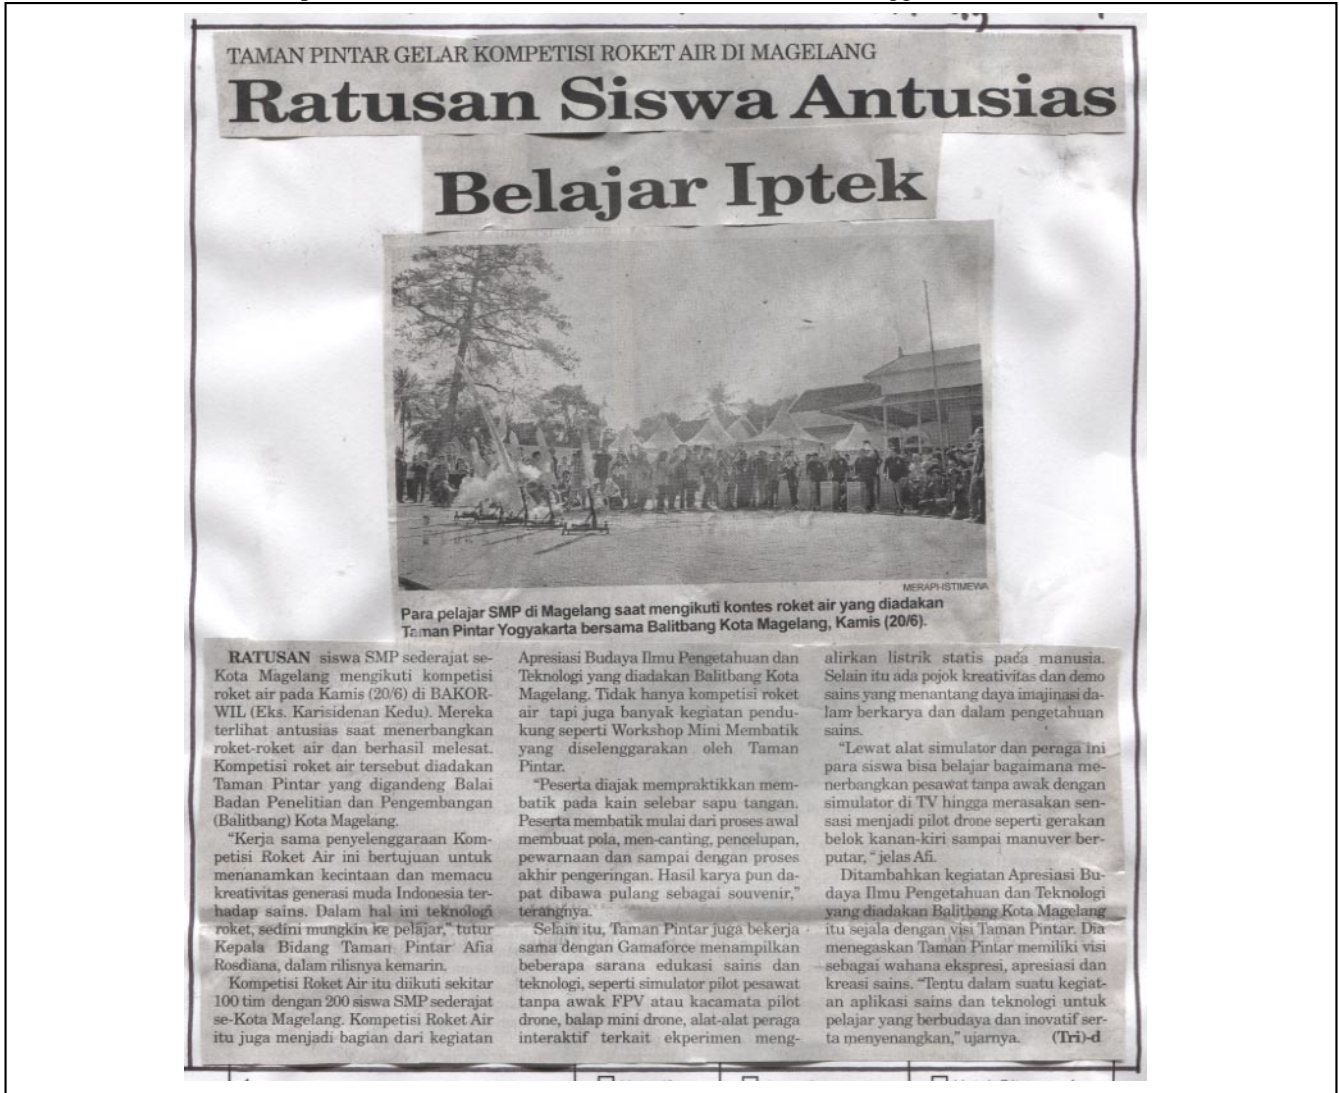 TAMAN PINTAR GELAR KOMPETISI ROKET AIR DI MAGELANG
Ratusan Siswa Antusias
Belajar Iptek
MERAPI-ISTIMEWA
Para pelajar SMP di Magelang saat mengikuti kontes roket air yang diadakan
Taman Pintar Yogyakarta bersama Balitbang Kota Magelang, Kamis (20/6).
RATUSAN siswa SMP sederajat se-
Kota Magelang mengikuti kompetisi
roket air pada Kamis (20/6) di BAKOR-
WIL (Eks. Karisidenan Kedu). Mereka
terlihat antusias saat menerbangkan
roket-roket air dan berhasil melesat.
Kompetisi roket air tersebut diadakan
Taman Pintar yang digandeng Balai
Badan Penelitian dan Pengembangan
(Balitbang) Kota Magelang.
"Kerja sama penyelenggaraan Kom-
petisi Roket Air ini bertujuan untuk
menanamkan kecintaan dan memacu
kreativitas generasi muda Indonesia ter-
hadap sains. Dalam hal ini teknologi
roket, sedini mungkin ke pelajar," tutur
Kepala Bidang Taman Pintar Afia
Rosdiana, dalam rilisnya kemarin.
Kompetisi Roket Air itu diikuti sekitar
100 tim dengan 200 siswa SMP sederajat
se-Kota Magelang. Kompetisi Roket Air
itu juga menjadi bagian dari kegiatan
Apresiasi Budaya Ilmu Pengetahuan dan
Teknologi yang diadakan Balitbang Kota
Magelang. Tidak hanya kompetisi roket
air tapi juga banyak kegiatan pendu-
kung seperti Workshop Mini Membatik
yang diselenggarakan oleh Taman
Pintar.
"Peserta diajak mempraktikkan mem-
batik pada kain selebar sapu tangan.
Peserta membatik mulai dari proses awal
membuat pola, men-canting, pencelupan,
pewarnaan dan sampai dengan proses
akhir pengeringan. Hasil karya pun da-
pat dibawa pulang sebagai souvenir,"
terangnya.
Selain itu, Taman Pintar juga bekerja
sama dengan Gamaforce menampilkan
beberapa sarana edukasi sains dan
teknologi, seperti simulator pilot pesawat
tanpa awak FPV atau kacamata pilot
drone, balap mini drone, alat-alat peraga
interaktif terkait ekperimen meng-
alirkan listrik statis pada manusia.
Selain itu ada pojok kreativitas dan demo
sains yang menantang daya imajinasi da-
lam berkarya dan dalam pengetahuan
sains.
"Lewat alat simulator dan peraga ini
para siswa bisa belajar bagaimana me-
nerbangkan pesawat tanpa awak dengan
simulator di TV hingga merasakan sen-
sasi menjadi pilot drone seperti gerakan
belok kanan-kiri sampai manuver ber-
putar, " jelas Afi.
Ditambahkan kegiatan Apresiasi Bu-
daya Ilmu Pengetahuan dan Teknologi
yang diadakan Balitbang Kota Magelang
itu sejala dengan visi Taman Pintar. Dia
menegaskan Taman Pintar memiliki visi
sebagai wahana ekspresi, apresiasi dan
kreasi sains. "Tentu dalam suatu kegiat-
an aplikasi sains dan teknologi untuk
pelajar yang berbudaya dan inovatif ser-
ta menyenangkan," ujarnya. (Tri)-d